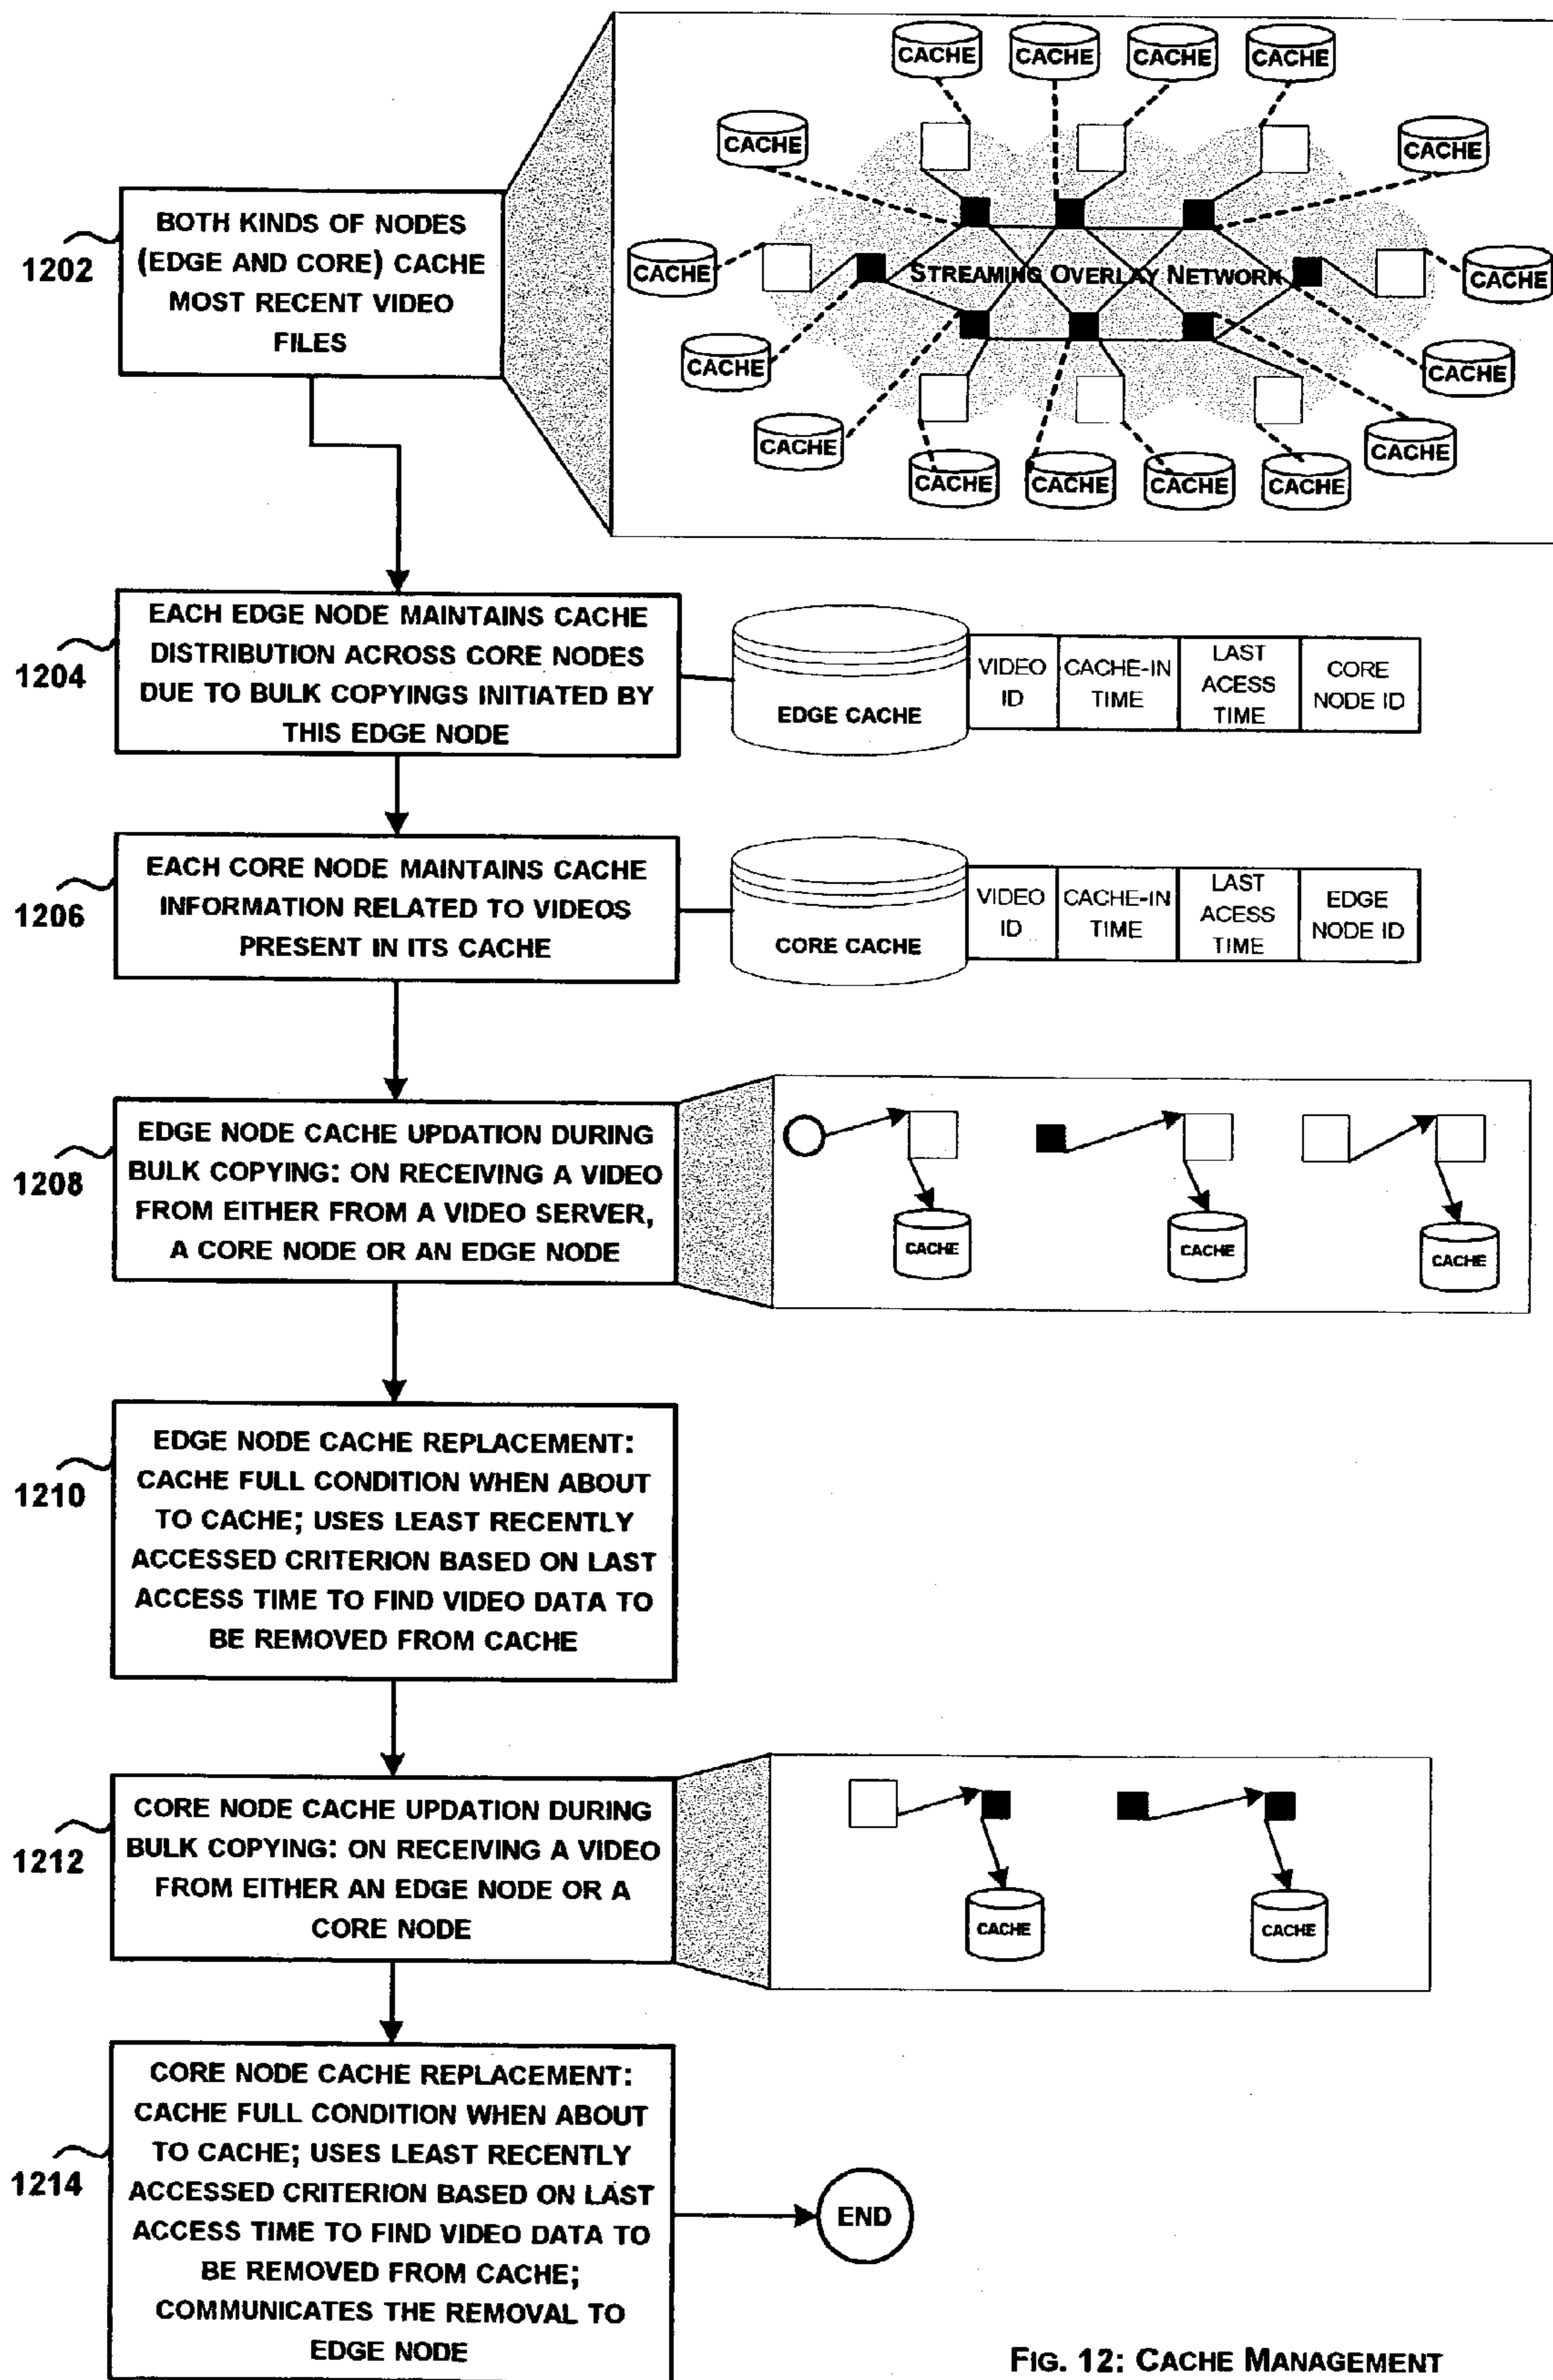 CACHE CACHE CACHE CACHE
CACHE CACHE
CACHE STREAMING OVERLAY NETWORK CACHE
CACHE CACHE
CACHE CACHE
CACHE CACHE CACHE CACHE
1202
BOTH KINDS OF NODES
(EDGE AND CORE) CACHE
MOST RECENT VIDEO
FILES
1204
EACH EDGE NODE MAINTAINS CACHE
DISTRIBUTION ACROSS CORE NODES
DUE TO BULK COPYINGS INITIATED BY
THIS EDGE NODE
EDGE CACHE
VIDEO
ID
CACHE-IN
TIME
LAST
ACESS
TIME
CORE
NODE ID
1206
EACH CORE NODE MAINTAINS CACHE
INFORMATION RELATED TO VIDEOS
PRESENT IN ITS CACHE
CORE CACHE
VIDEO
ID
CACHE-IN
TIME
LAST
ACESS
TIME
EDGE
NODE ID
1208
EDGE NODE CACHE UPDATION DURING
BULK COPYING: ON RECEIVING A VIDEO
FROM EITHER FROM A VIDEO SERVER,
A CORE NODE OR AN EDGE NODE
CACHE CACHE CACHE
1210
EDGE NODE CACHE REPLACEMENT:
CACHE FULL CONDITION WHEN ABOUT
TO CACHE; USES LEAST RECENTLY
ACCESSED CRITERION BASED ON LAST
ACCESS TIME TO FIND VIDEO DATA TO
BE REMOVED FROM CACHE
1212
CORE NODE CACHE UPDATION DURING
BULK COPYING: ON RECEIVING A VIDEO
FROM EITHER AN EDGE NODE OR A
CORE NODE
CACHE CACHE
1214
CORE NODE CACHE REPLACEMENT:
CACHE FULL CONDITION WHEN ABOUT
TO CACHE; USES LEAST RECENTLY
ACCESSED CRITERION BASED ON LAST
ACCESS TIME TO FIND VIDEO DATA TO
BE REMOVED FROM CACHE;
COMMUNICATES THE REMOVAL TO
EDGE NODE
END
FIG. 12: CACHE MANAGEMENT